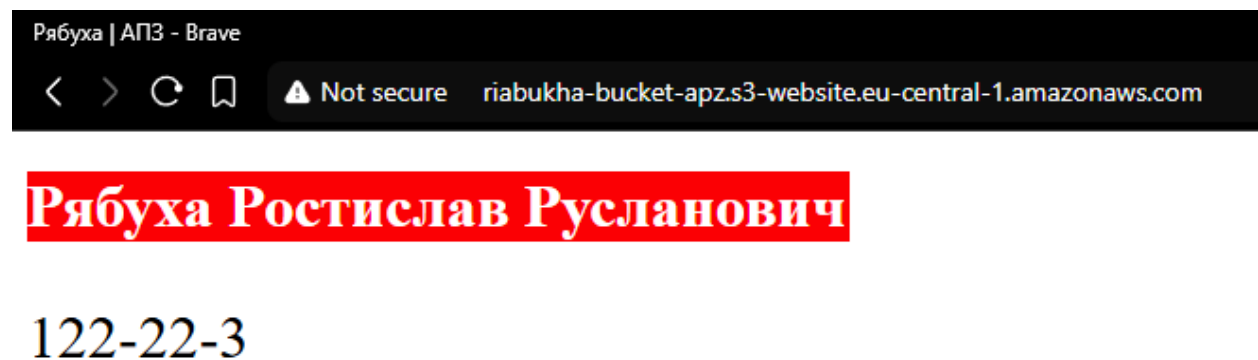 Рябуха | АПЗ - Brave
Not secure riabukha-bucket-apz.s3-website.eu-central-1.amazonaws.com
Рябуха Ростислав Русланович
122-22-3